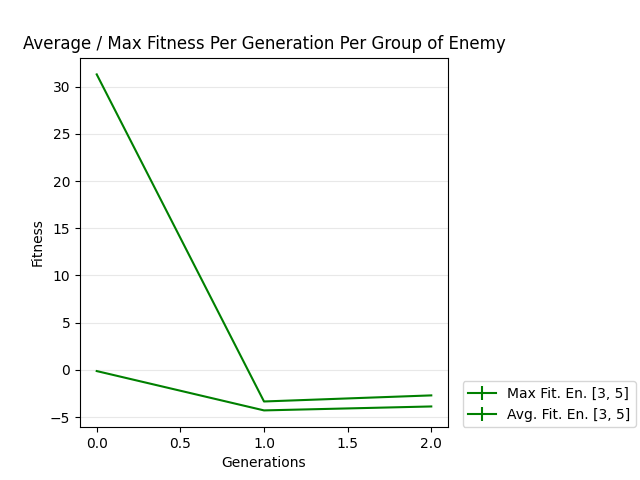 Average / Max Fitness Per Generation Per Group of Enemy
Fitness
30
25
20
15
10
5
0
−5
0.0 0.5 1.0 1.5 2.0
Generations
Max Fit. En. [3, 5]
Avg. Fit. En. [3, 5]